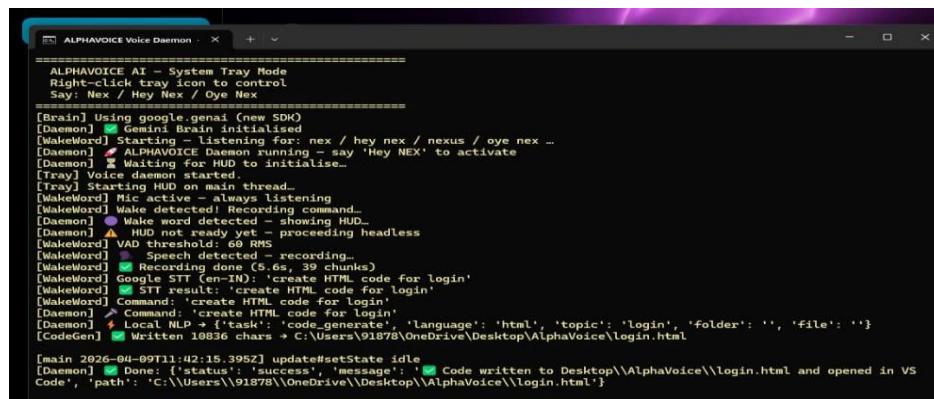 ALPHAVOICE Voice Daemon -
==================================================
ALPHAVOICE AI – System Tray Mode
Right-click tray icon to control
Say: Nex / Hey Nex / Oye Nex
==================================================
[Brain] Using google.genai (new SDK)
[Daemon] ✅ Gemini Brain initialised
[WakeWord] Starting – listening for: nex / hey nex / nexus / oye nex …
[Daemon] 🚀 ALPHAVOICE Daemon running – say 'Hey NEX' to activate
[Daemon] ⏳ Waiting for HUD to initialise…
[Tray] Voice daemon started.
[Tray] Starting HUD on main thread…
[WakeWord] Mic active – always listening
[WakeWord] Wake detected! Recording command…
[Daemon] 🟣 Wake word detected – showing HUD…
[Daemon] ⚠ HUD not ready yet – proceeding headless
[WakeWord] VAD threshold: 60 RMS
[WakeWord] Speech detected – recording…
[WakeWord] ✅ Recording done (5.6s, 39 chunks)
[WakeWord] Google STT (en-IN): 'create HTML code for login'
[WakeWord] ✅ STT result: 'create HTML code for login'
[WakeWord] Command: 'create HTML code for login'
[Daemon] 🎤 Command: 'create HTML code for login'
[Daemon] ⚡ Local NLP → {'task': 'code_generate', 'language': 'html', 'topic': 'login', 'folder': '', 'file': ''}
[CodeGen] ✅ Written 10836 chars → C:\Users\91878\OneDrive\Desktop\AlphaVoice\login.html
[main 2026-04-09T11:42:15.395Z] update#setState idle
[Daemon] ✅ Done: {'status': 'success', 'message': '✅ Code written to Desktop\\AlphaVoice\\login.html and opened in VS
Code', 'path': 'C:\\Users\\91878\\OneDrive\\Desktop\\AlphaVoice\\login.html'}